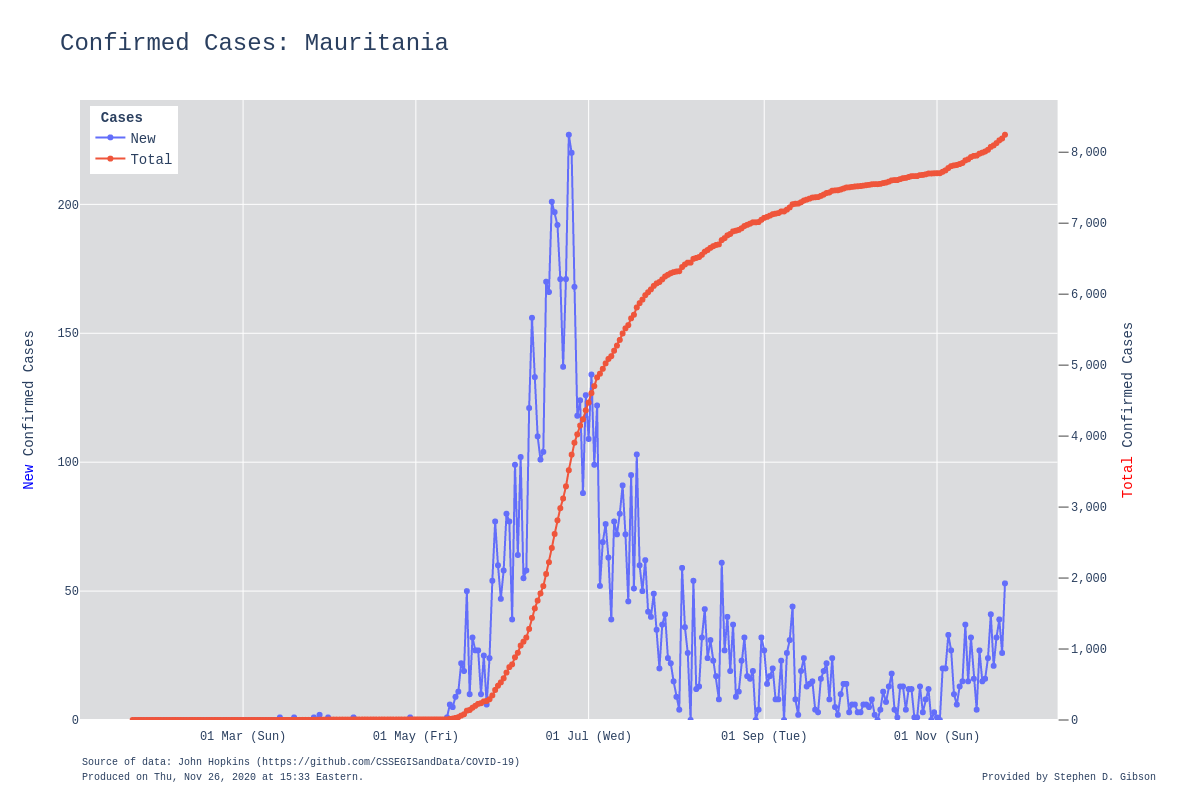 Confirmed Cases: Mauritania
Cases
New
Total
200
150
100
50
0
New Confirmed Cases
8,000
7,000
6,000
5,000
4,000
3,000
2,000
1,000
0
Total Confirmed Cases
01 Mar (Sun)
01 May (Fri)
01 Jul (Wed)
01 Sep (Tue)
01 Nov (Sun)
Source of data: John Hopkins (https://github.com/CSSEGISandData/COVID-19)
Produced on Thu, Nov 26, 2020 at 15:33 Eastern.
Provided by Stephen D. Gibson